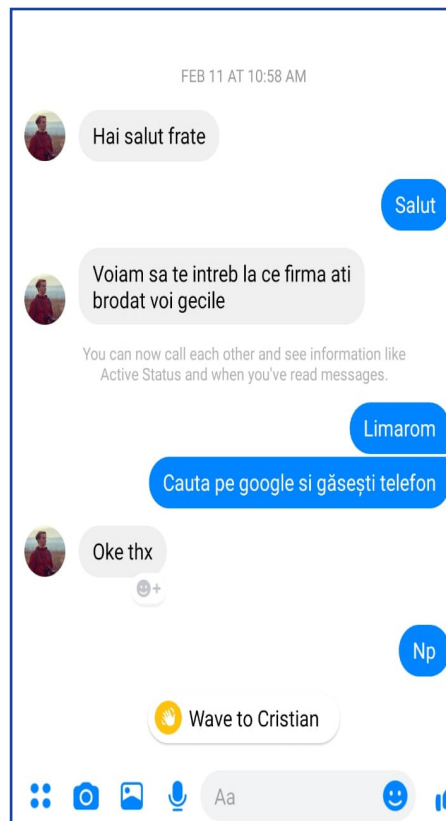 FEB 11 AT 10:58 AM
Hai salut frate
Salut
Voiam sa te intreb la ce firma ati
brodat voi gecile
You can now call each other and see information like
Active Status and when you've read messages.
Limarom
Cauta pe google si găsești telefon
Oke thx
Np
Wave to Cristian
Aa